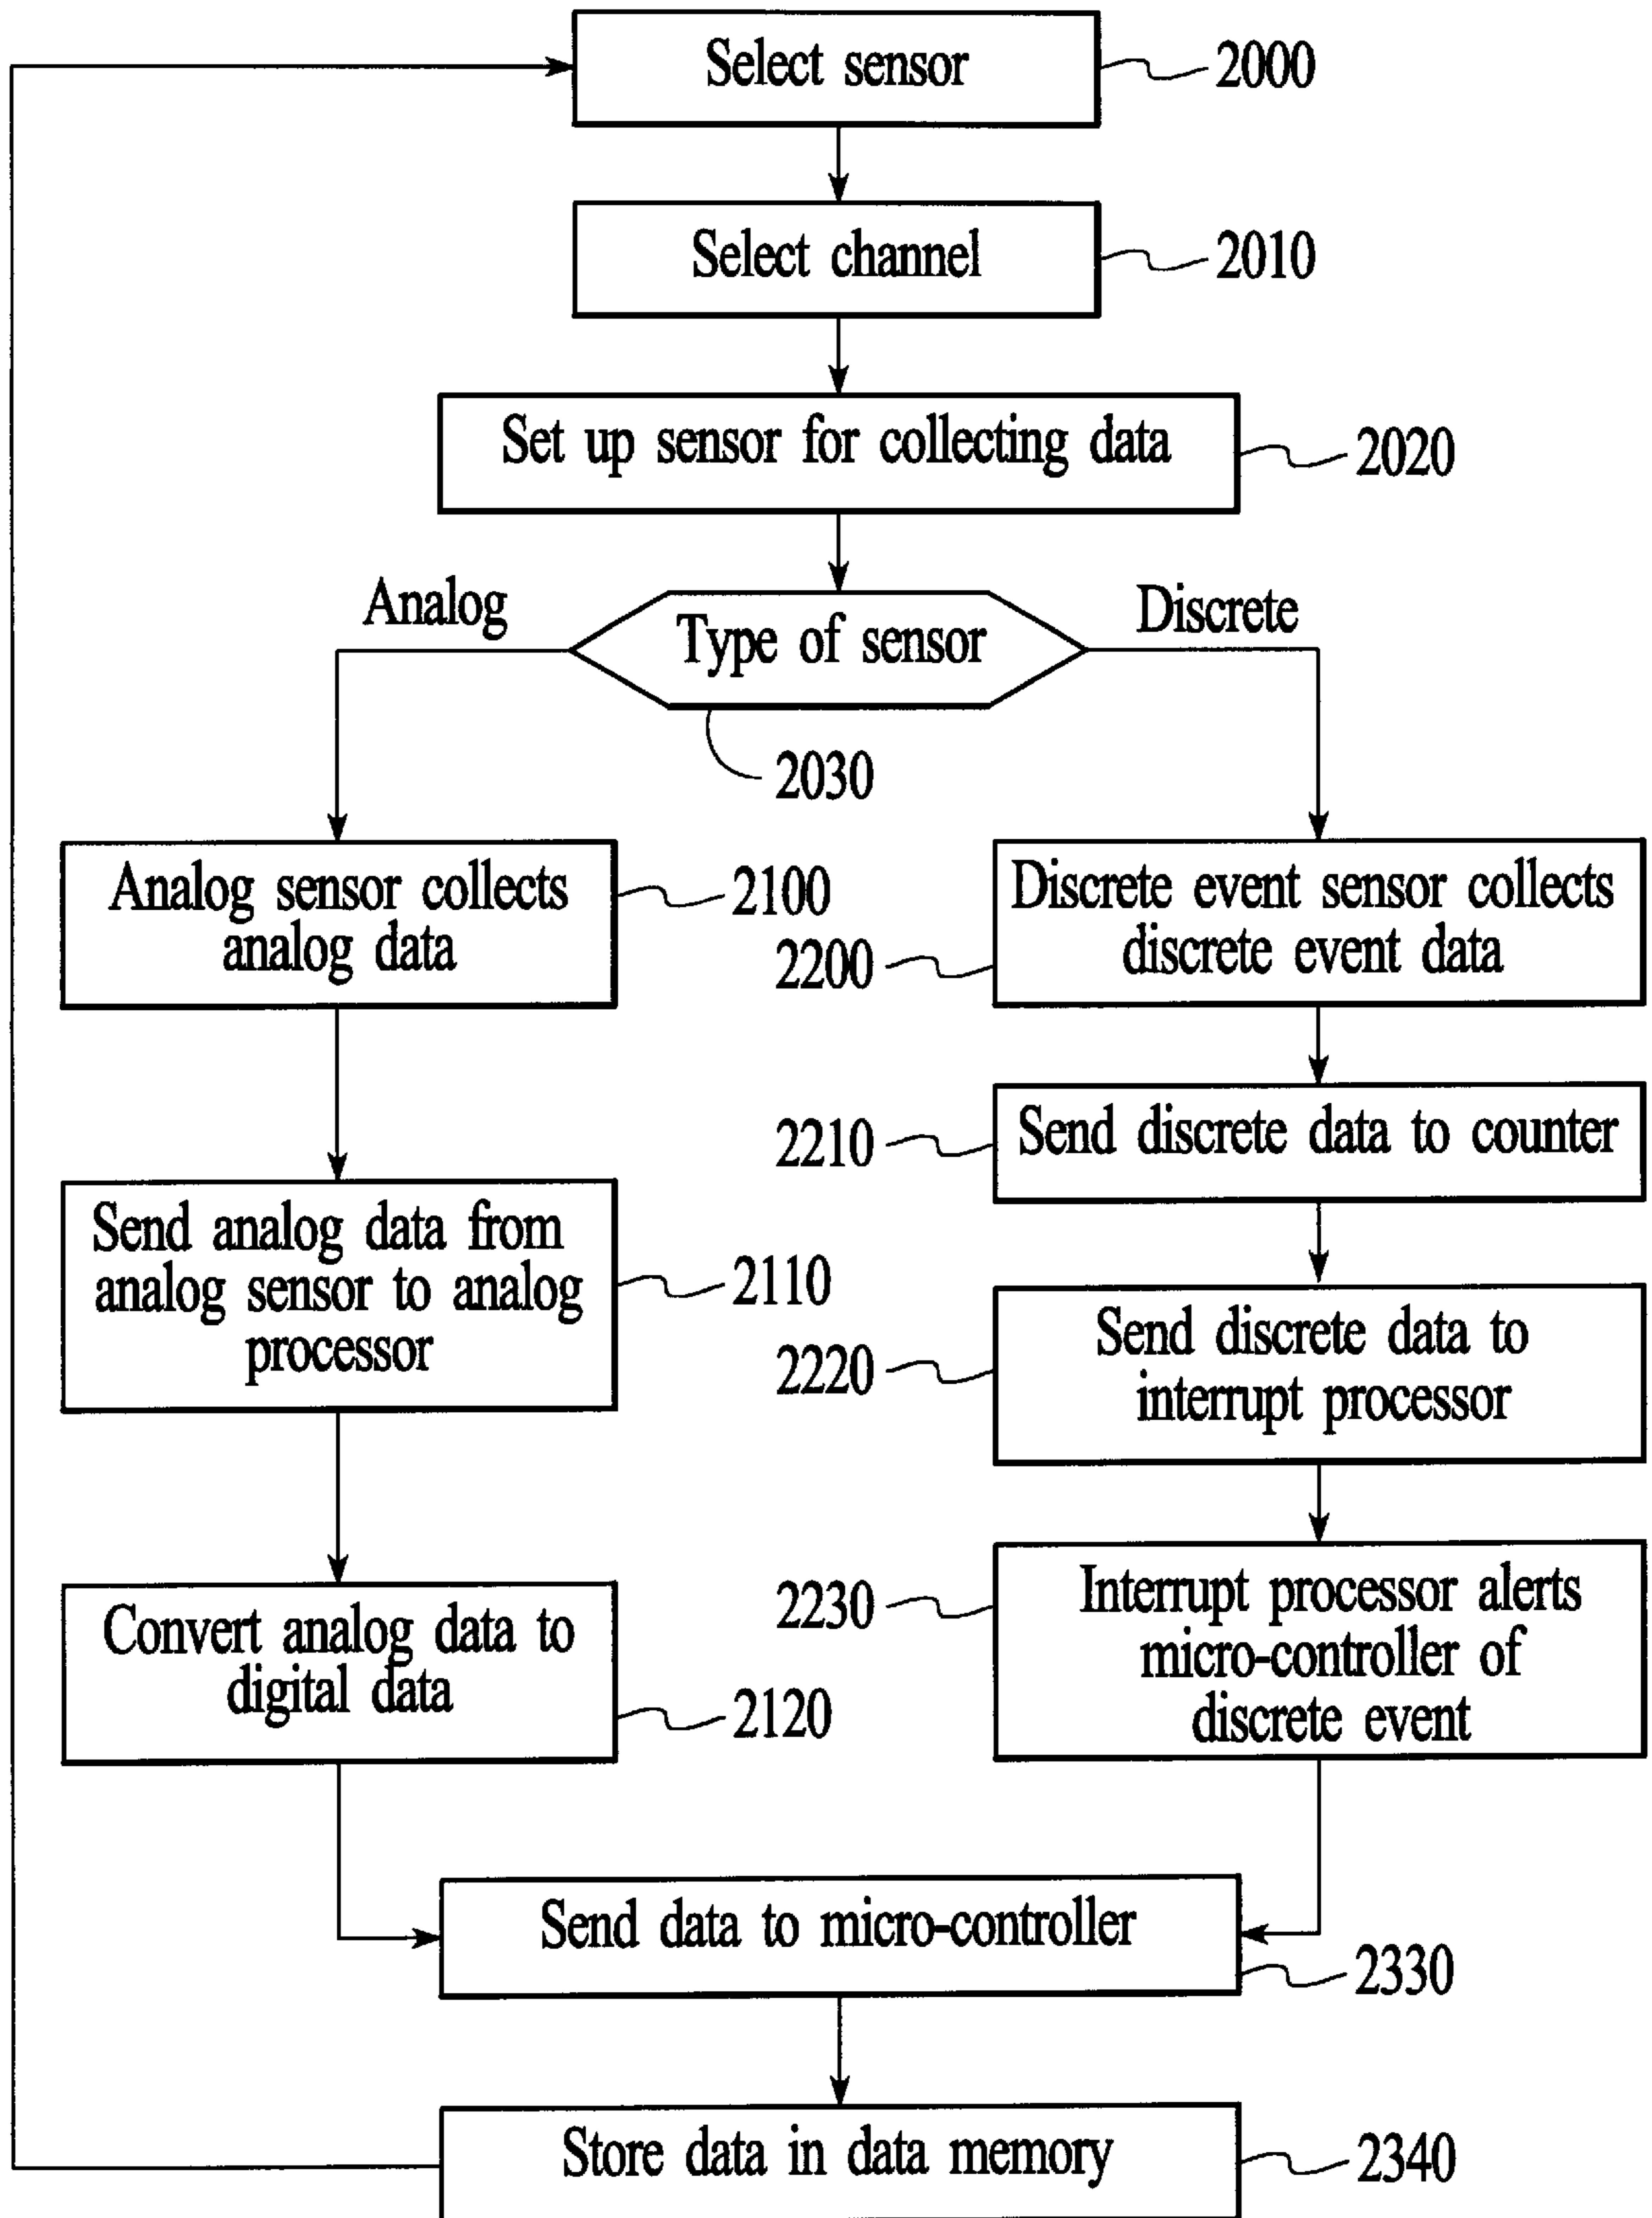 Select sensor
2000
Select channel
2010
Set up sensor for collecting data
2020
Analog
Type of sensor
Discrete
2030
Analog sensor collects
analog data
2100
Discrete event sensor collects
discrete event data
2200
2210
Send discrete data to counter
Send analog data from
analog sensor to analog
processor
2110
Send discrete data to
interrupt processor
2220
Convert analog data to
digital data
2120
2230
Interrupt processor alerts
micro-controller of
discrete event
Send data to micro-controller
2330
Store data in data memory
2340